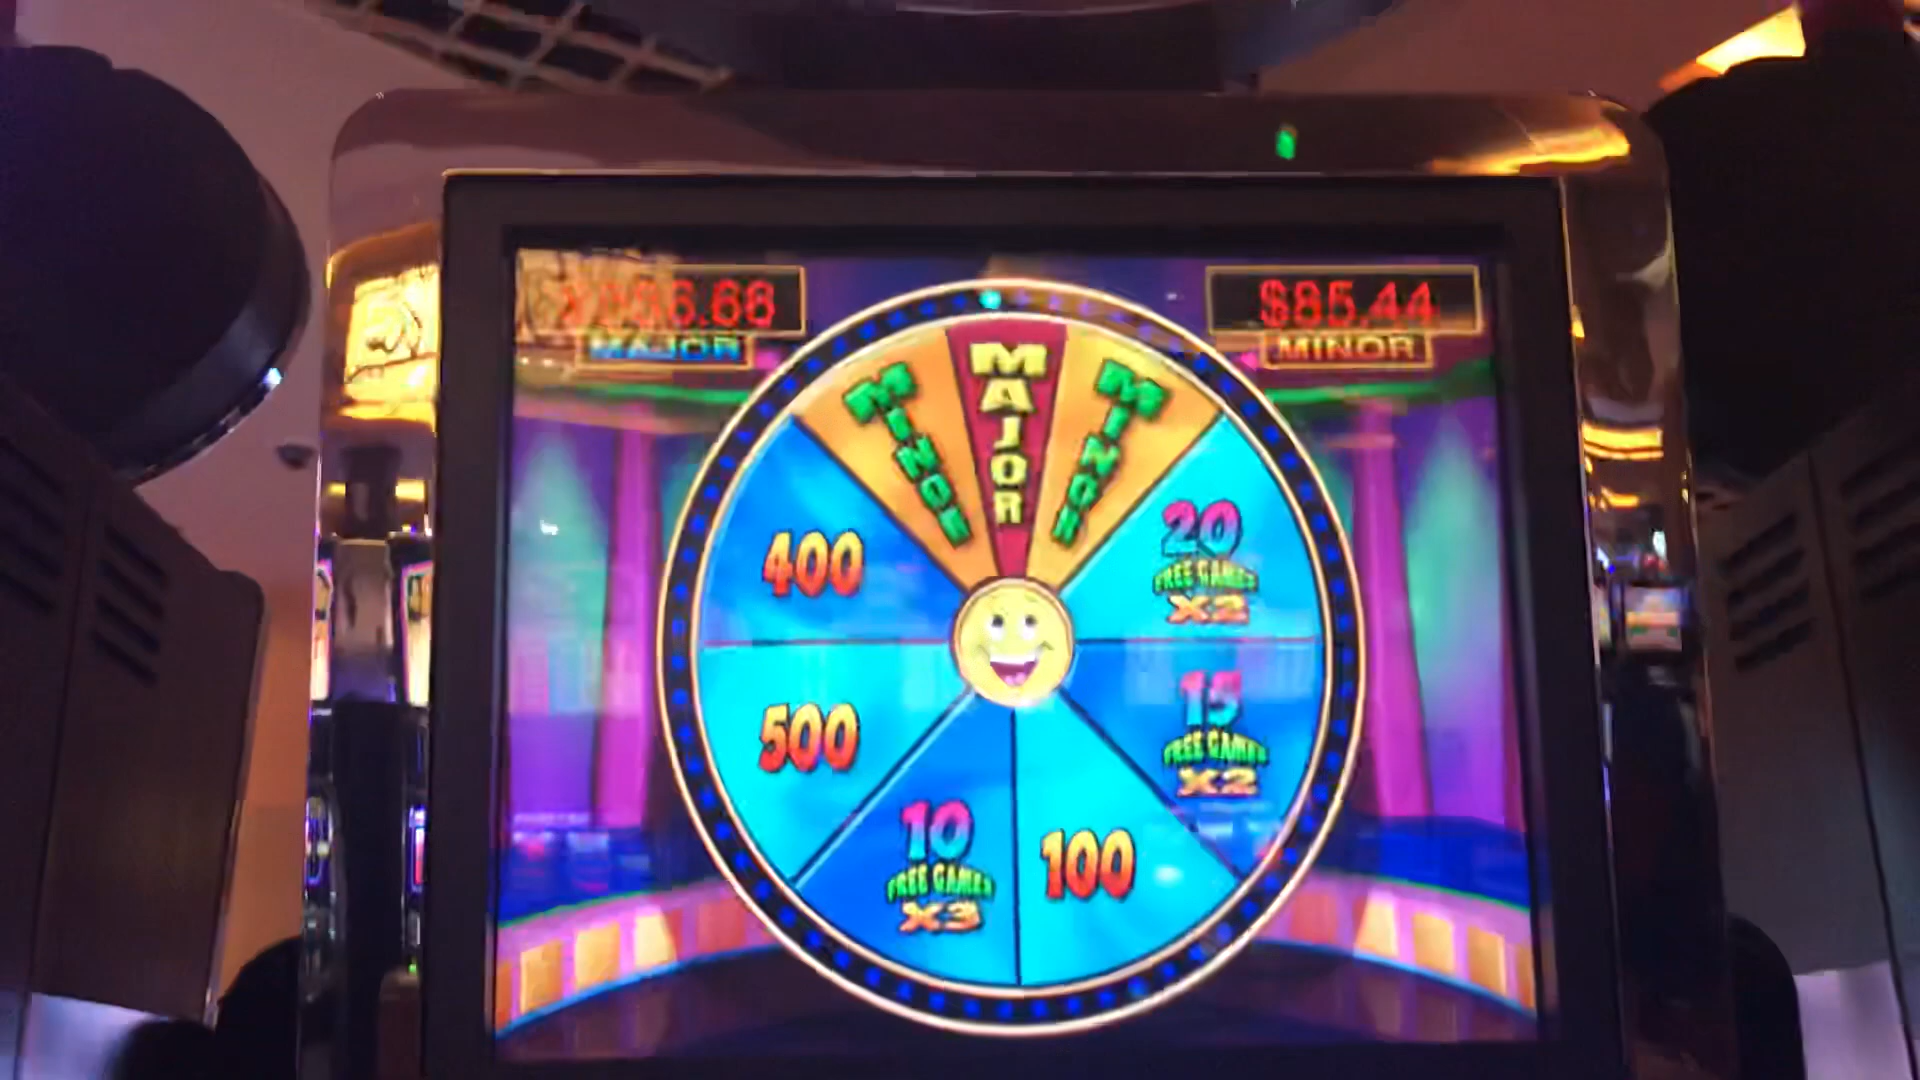 $85.44
MAJOR
MINOR
MINOR
MAJOR
MINOR
400
20
FREE GAMES
X2
500
15
FREE GAMES
X2
10
FREE GAMES
X3
100